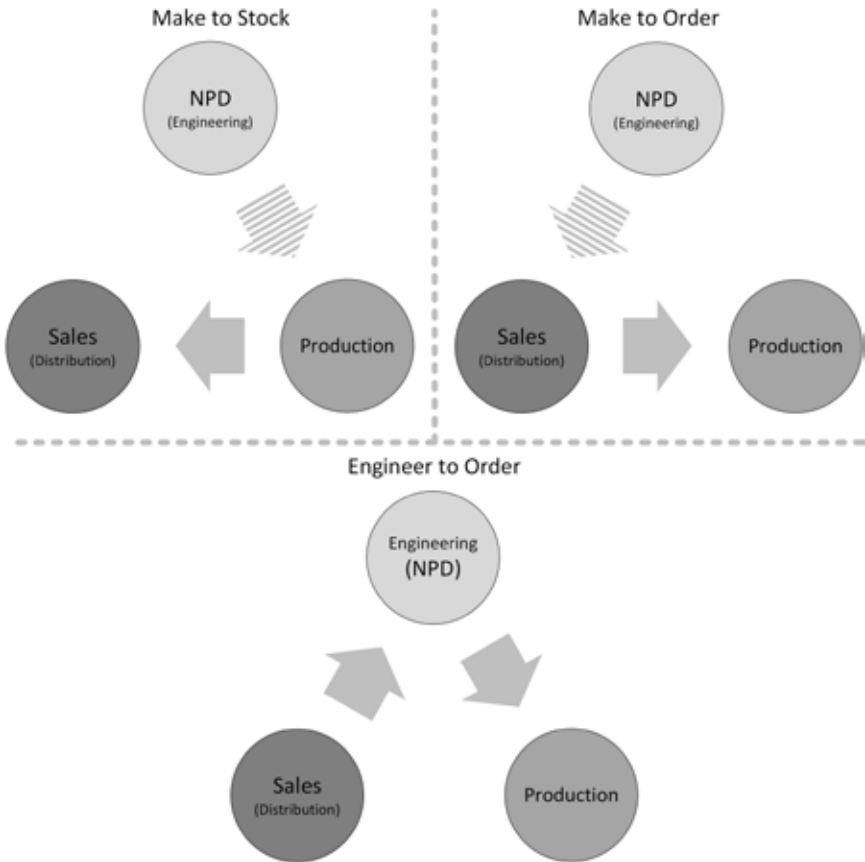 Make to Stock
NPD
(Engineering)
Sales
(Distribution)
Production
Make to Order
NPD
(Engineering)
Sales
(Distribution)
Production
Engineer to Order
Engineering
(NPD)
Sales
(Distribution)
Production